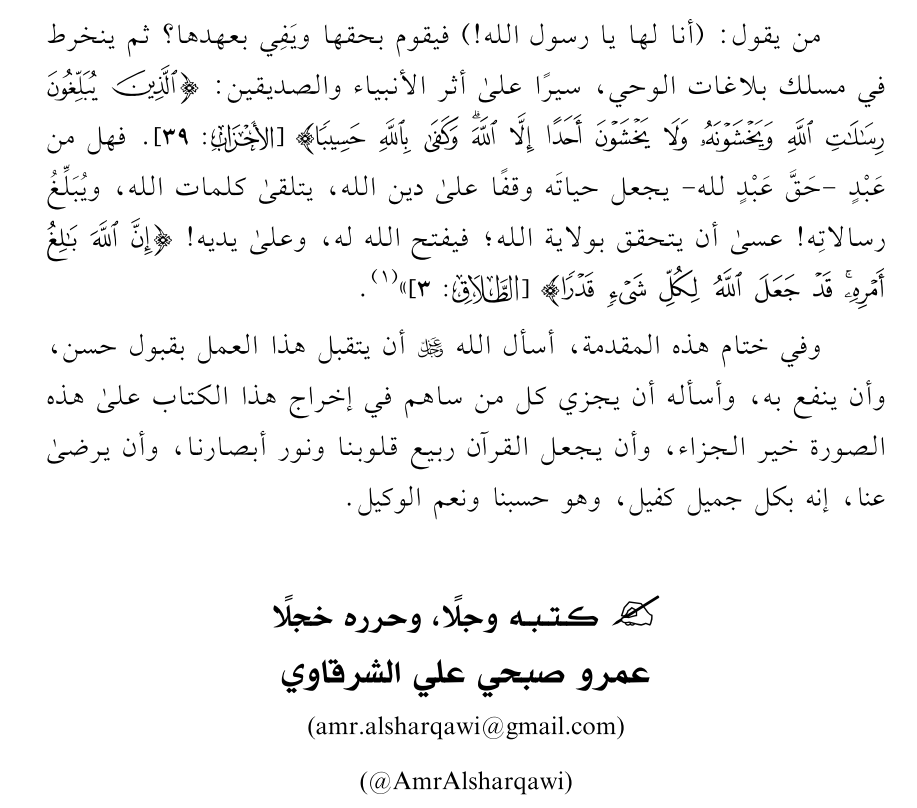 من يقول: (أنا لها يا رسول الله!) فيقوم بحقها ويَفِي بعهدها؟ ثم ينخرط
في مسلك بلاغات الوحي، سيرًا علىٰ أثر الأنبياء والصديقين: ﴿ٱلَّذِينَ يُبَلِّغُونَ
رِسَٰلَٰتِ ٱللَّهِ وَيَخْشَوْنَهُۥ وَلَا يَخْشَوْنَ أَحَدًا إِلَّا ٱللَّهَۗ وَكَفَىٰ بِٱللَّهِ حَسِيبًا﴾ [الأَحْزَابِ: ٣٩]. فهل من
عَبْدٍ –حَقَّ عَبْدٍ لله– يجعل حياتَه وقفًا علىٰ دين الله، يتلقىٰ كلمات الله، ويُبَلِّغُ
رسالاتِه! عسىٰ أن يتحقق بولاية الله؛ فيفتح الله له، وعلىٰ يديه! ﴿إِنَّ ٱللَّهَ بَٰلِغُ
أَمْرِهِۦۚ قَدْ جَعَلَ ٱللَّهُ لِكُلِّ شَىْءٍ قَدْرًا﴾ [الطَّلَاقِ: ٣]»(١).
وفي ختام هذه المقدمة، أسأل الله ﷿ أن يتقبل هذا العمل بقبول حسن،
وأن ينفع به، وأسأله أن يجزي كل من ساهم في إخراج هذا الكتاب علىٰ هذه
الصورة خير الجزاء، وأن يجعل القرآن ربيع قلوبنا ونور أبصارنا، وأن يرضىٰ
عنا، إنه بكل جميل كفيل، وهو حسبنا ونعم الوكيل.
✍ كتبه وجلًا، وحرره خجلًا
عمرو صبحي علي الشرقاوي
(amr.alsharqawi@gmail.com)
(@AmrAlsharqawi)